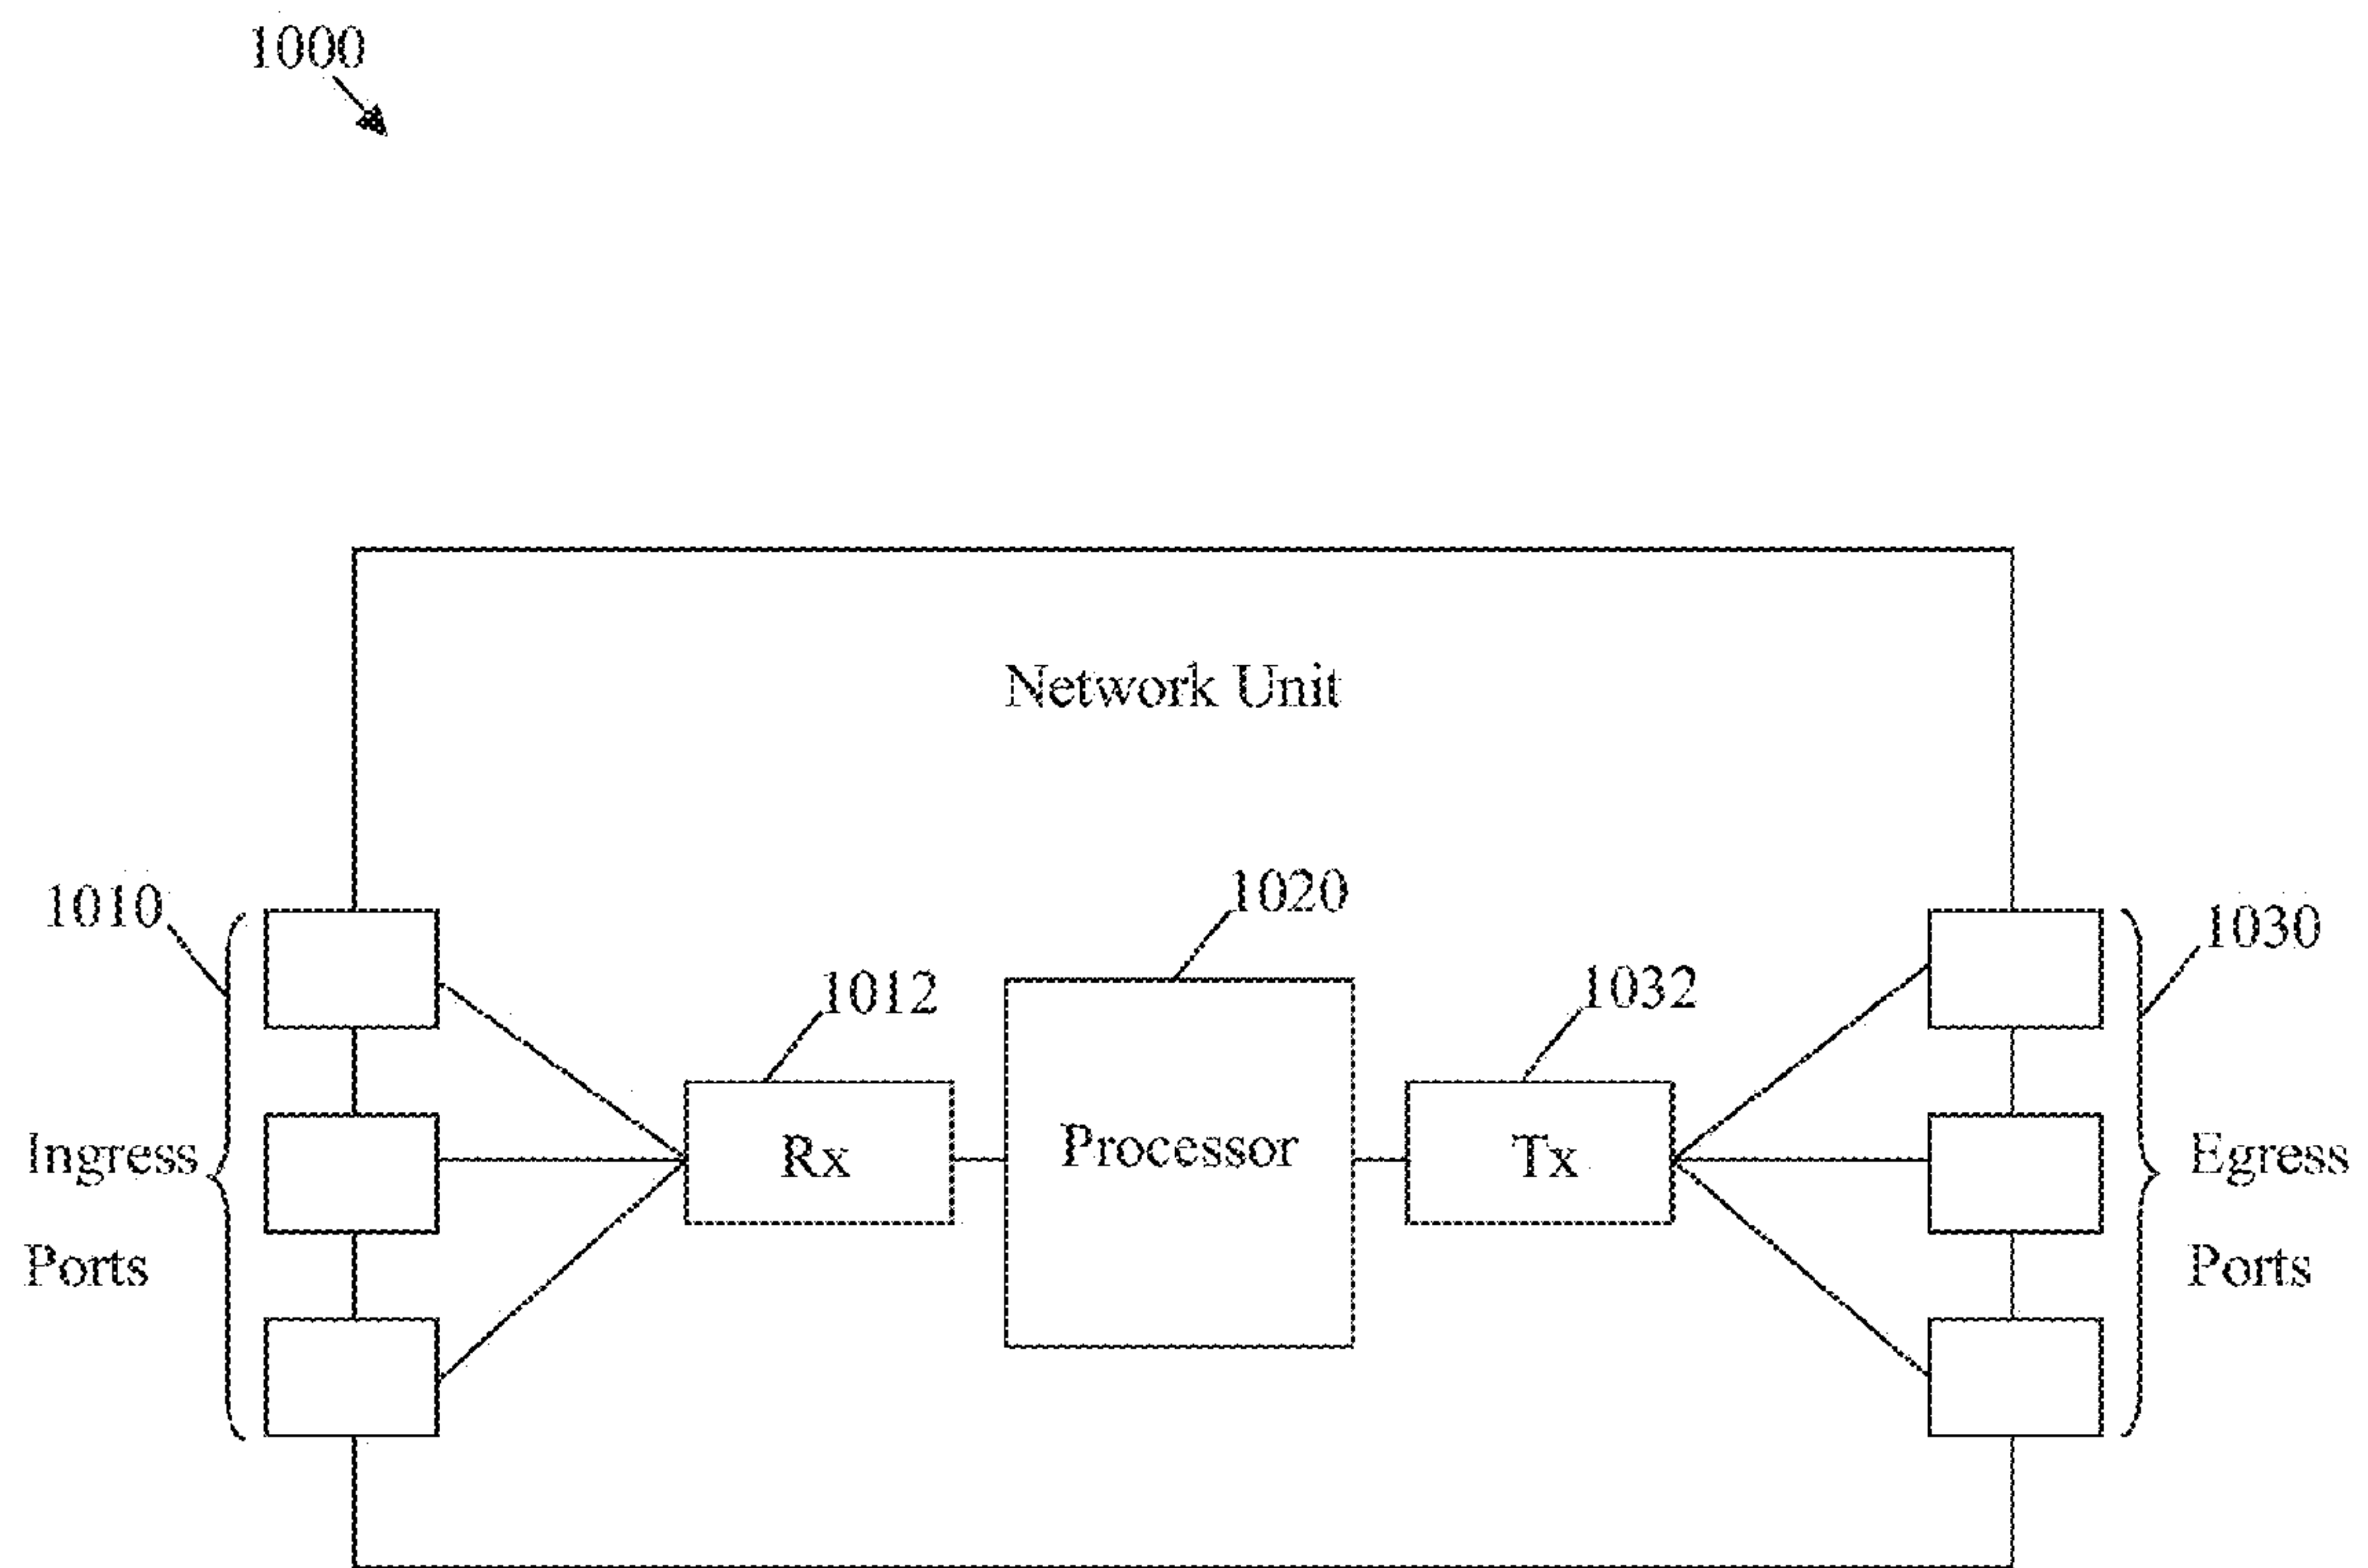 1000
Network Unit
1010
1012
1020
1032
1030
Ingress
Ports
Rx
Processor
Tx
Egress
Ports